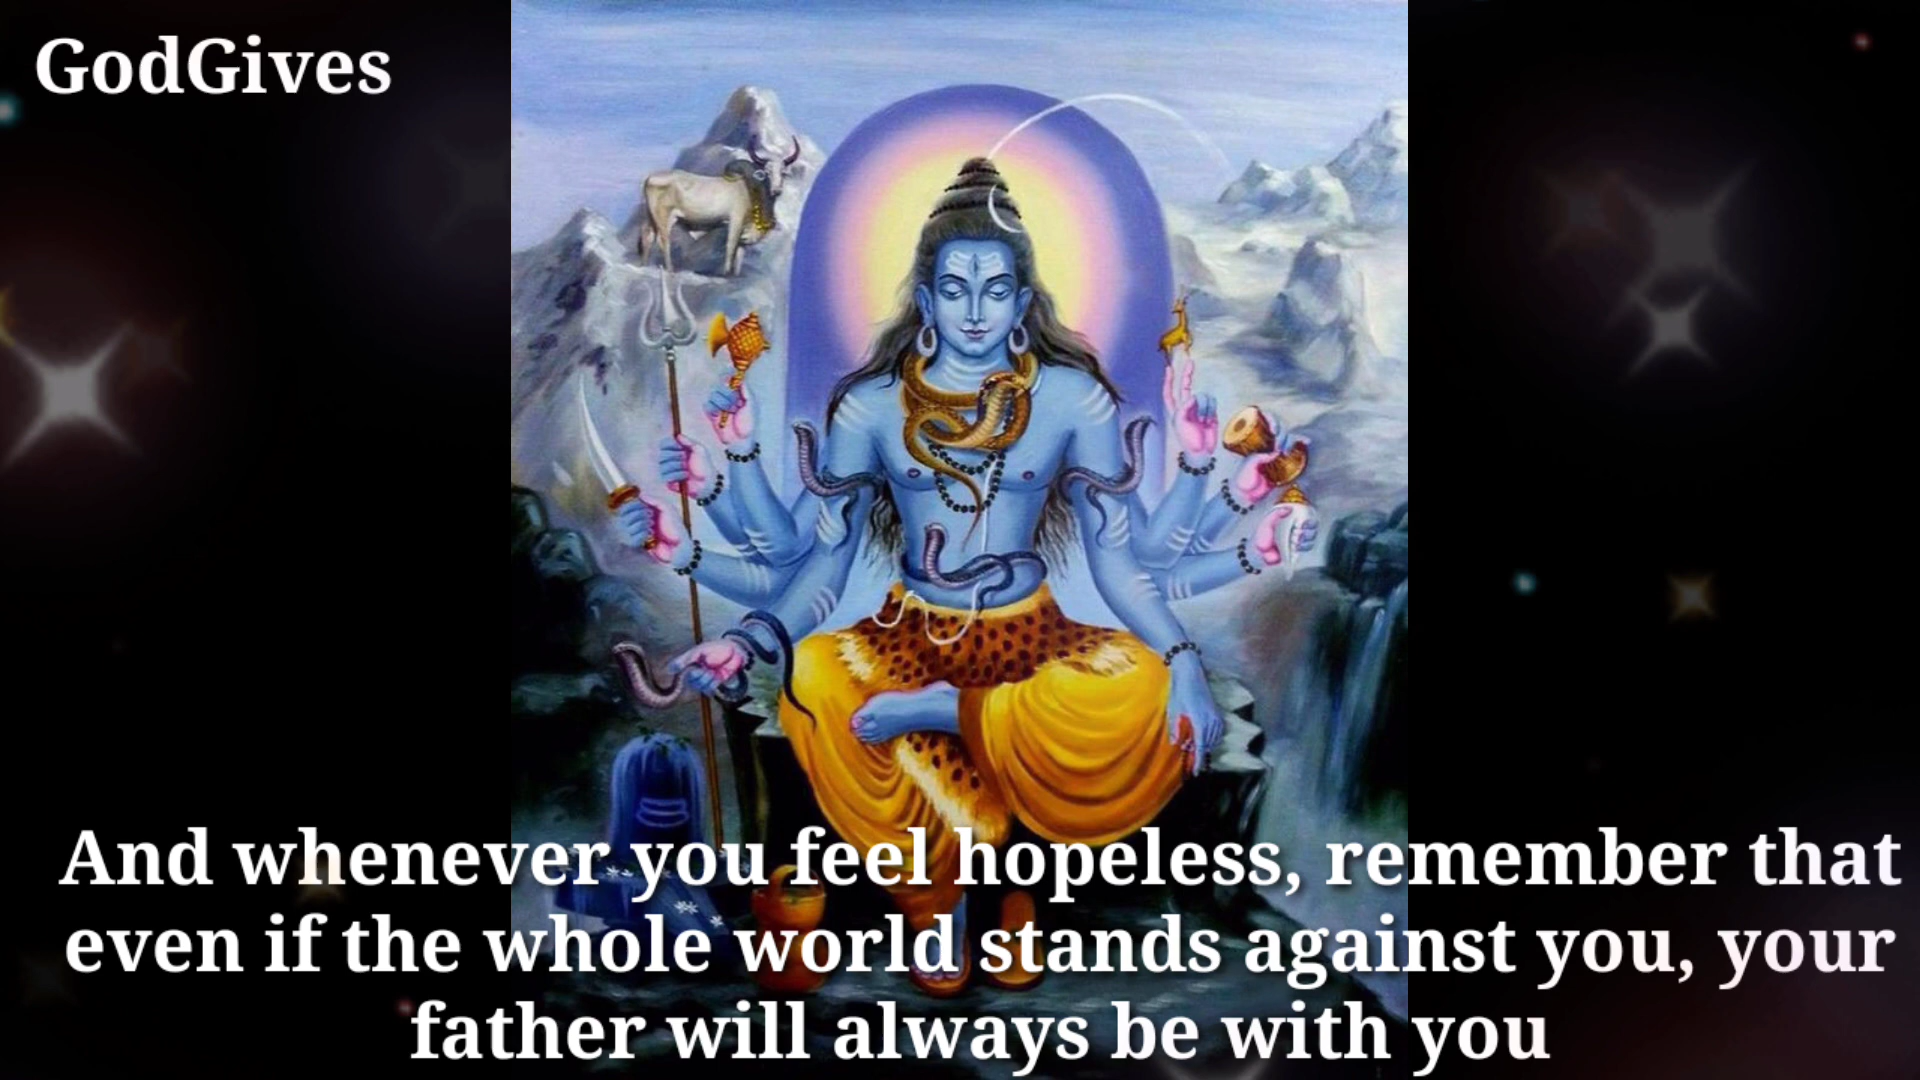 GodGives
And whenever you feel hopeless, remember that
even if the whole world stands against you, your
father will always be with you